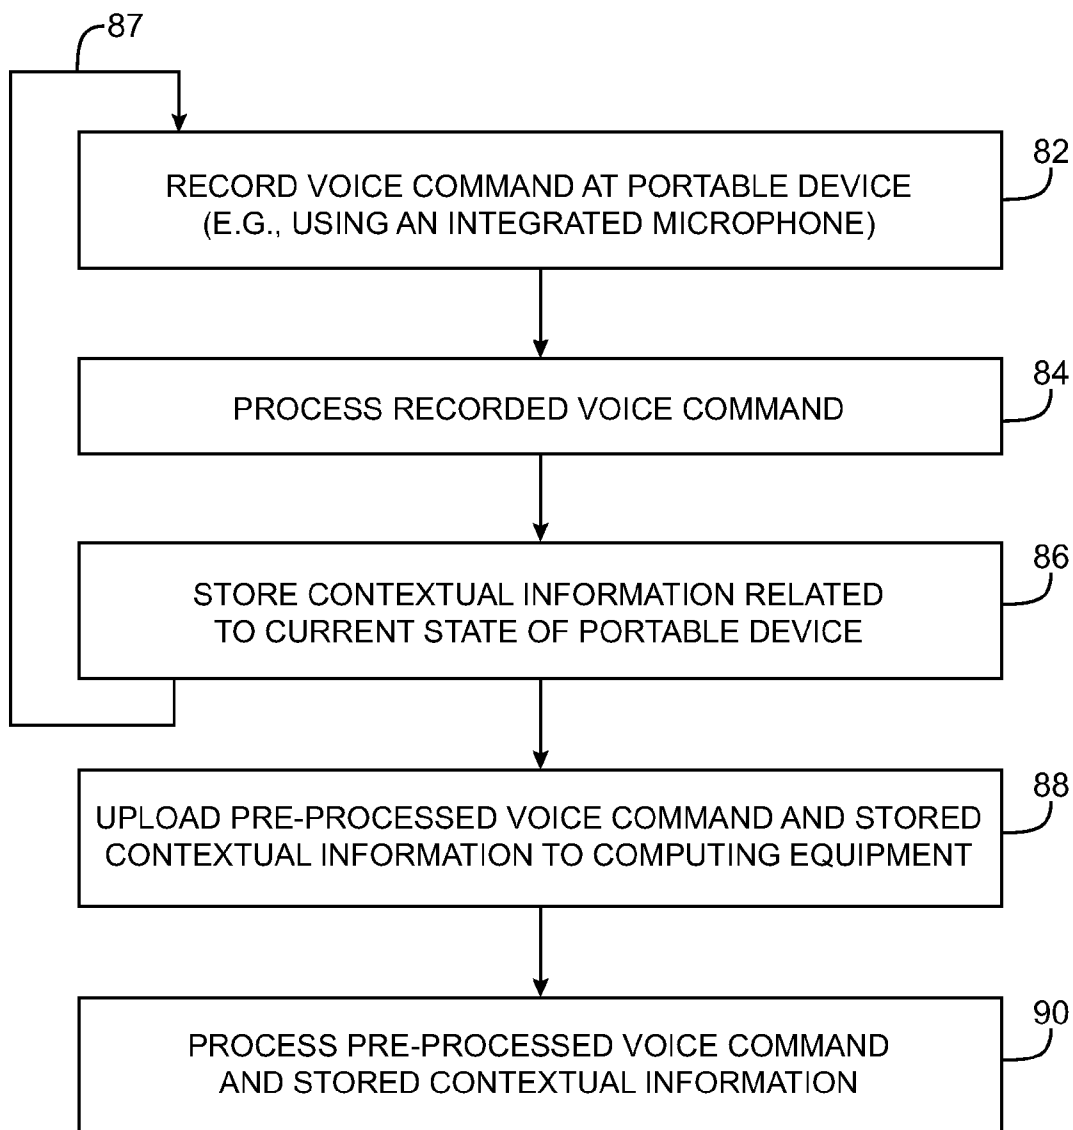 87
82
RECORD VOICE COMMAND AT PORTABLE DEVICE
(E.G., USING AN INTEGRATED MICROPHONE)
84
PROCESS RECORDED VOICE COMMAND
86
STORE CONTEXTUAL INFORMATION RELATED
TO CURRENT STATE OF PORTABLE DEVICE
88
UPLOAD PRE-PROCESSED VOICE COMMAND AND STORED
CONTEXTUAL INFORMATION TO COMPUTING EQUIPMENT
90
PROCESS PRE-PROCESSED VOICE COMMAND
AND STORED CONTEXTUAL INFORMATION